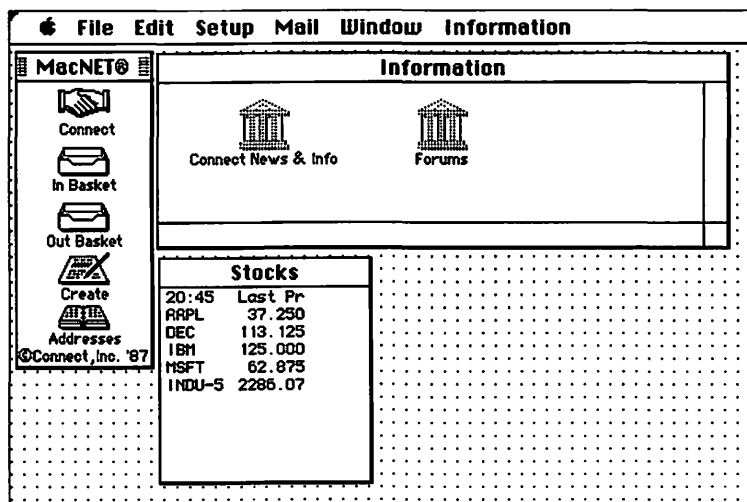 File Edit Setup Mail Window Information
MacNET®
Connect
In Basket
Out Basket
Create
Addresses
©Connect, Inc. '87
Information
Connect News & Info
Forums
Stocks
20:45 Last Pr
AAPL 37.250
DEC 113.125
IBM 125.000
MSFT 62.875
INDU-5 2286.07